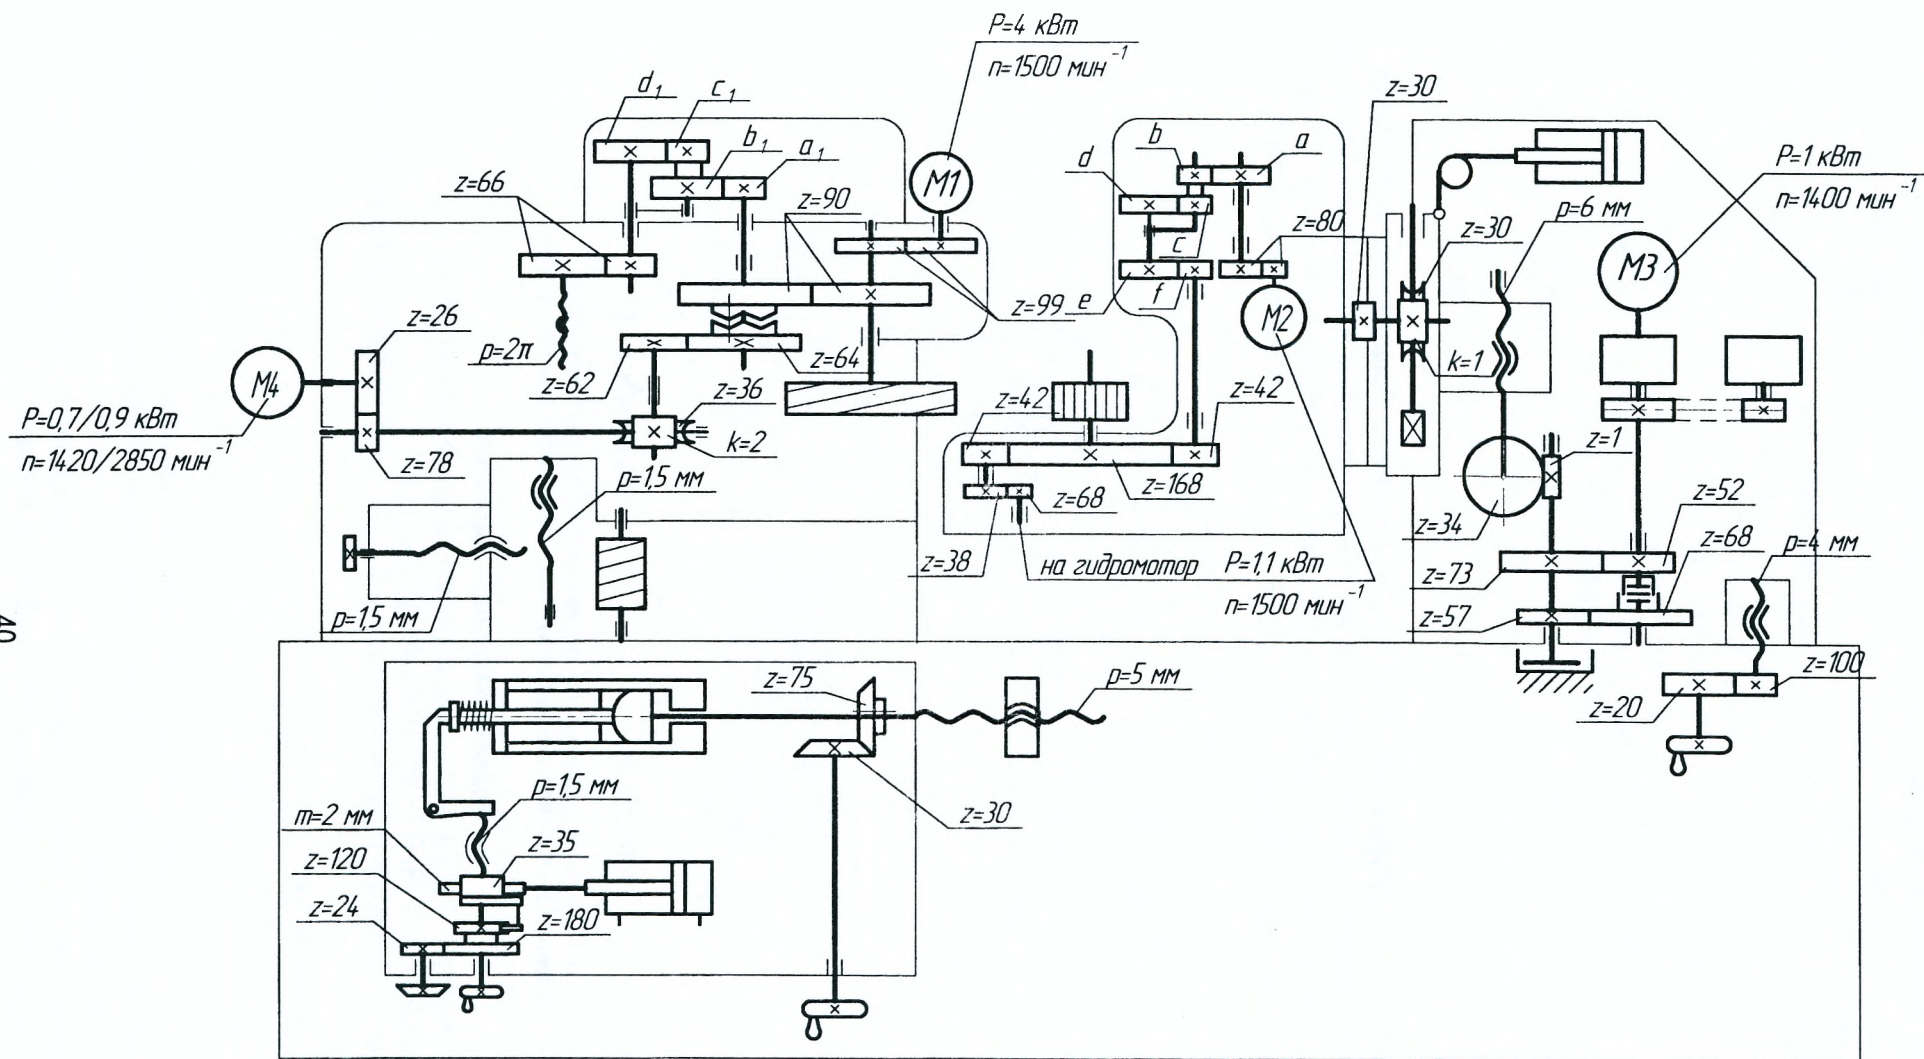 P=4 кВт
n=1500 мин⁻¹
d₁
c₁
b₁
a₁
z=66
z=90
M1
z=30
b
a
d
c
z=80
P=1 кВт
n=1400 мин⁻¹
p=6 мм
z=30
M3
z=26
p=2π
z=99
e
f
M2
M4
z=62
z=64
z=36
k=1
P=0,7/0,9 кВт
n=1420/2850 мин⁻¹
z=78
k=2
z=42
z=42
z=1
p=1,5 мм
z=68
z=168
z=52
z=34
z=68
p=4 мм
z=38
на гидромотор
P=1,1 кВт
n=1500 мин⁻¹
z=73
p=1,5 мм
z=57
40
z=75
p=5 мм
z=100
z=20
p=1,5 мм
m=2 мм
z=30
z=35
z=120
z=24
z=180